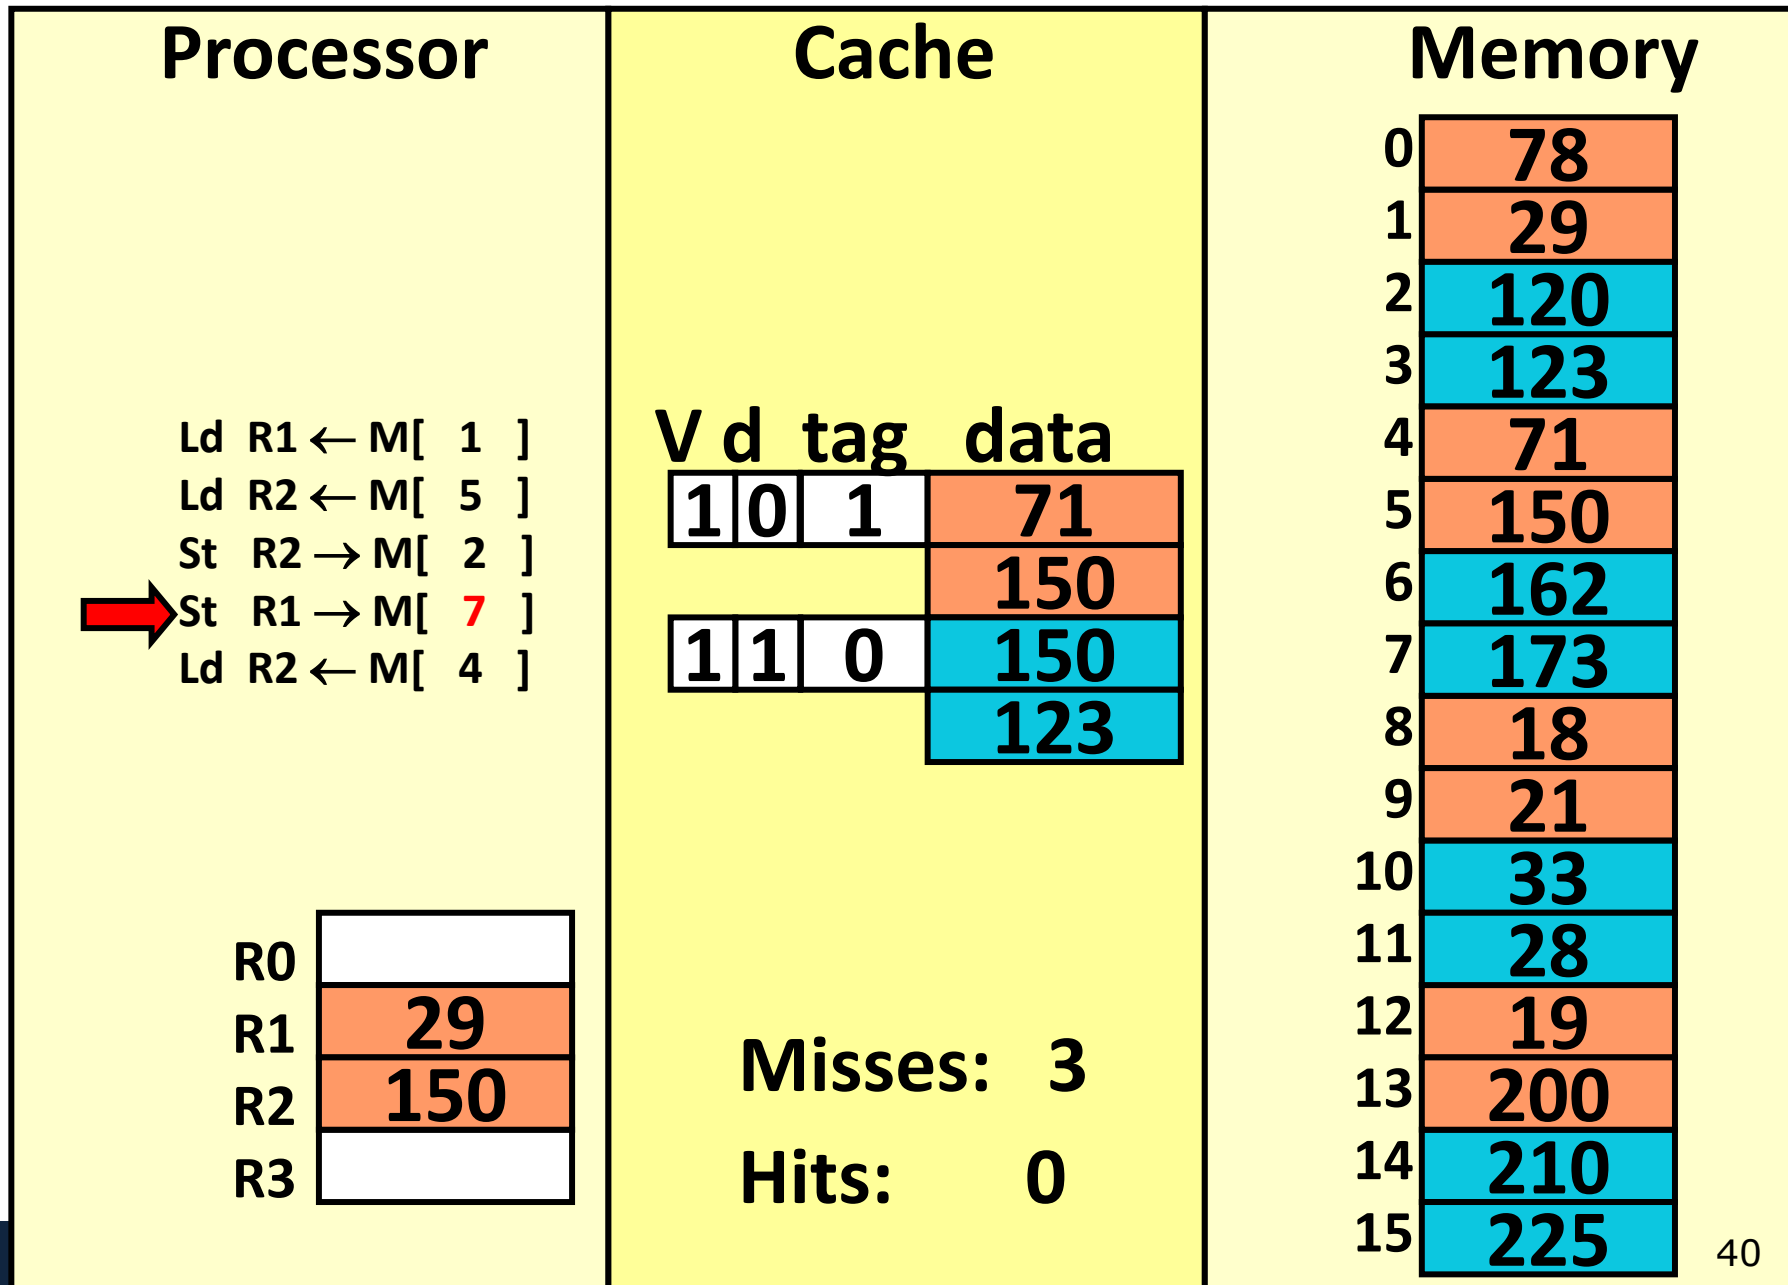 Processor
Ld R1 ← M[ 1 ]
Ld R2 ← M[ 5 ]
St R2 → M[ 2 ]
St R1 → M[ 7 ]
Ld R2 ← M[ 4 ]
R0
R1 29
R2 150
R3
Cache
V d tag data
1 0 1 71
150
1 1 0 150
123
Misses: 3
Hits: 0
Memory
0 78
1 29
2 120
3 123
4 71
5 150
6 162
7 173
8 18
9 21
10 33
11 28
12 19
13 200
14 210
15 225
40